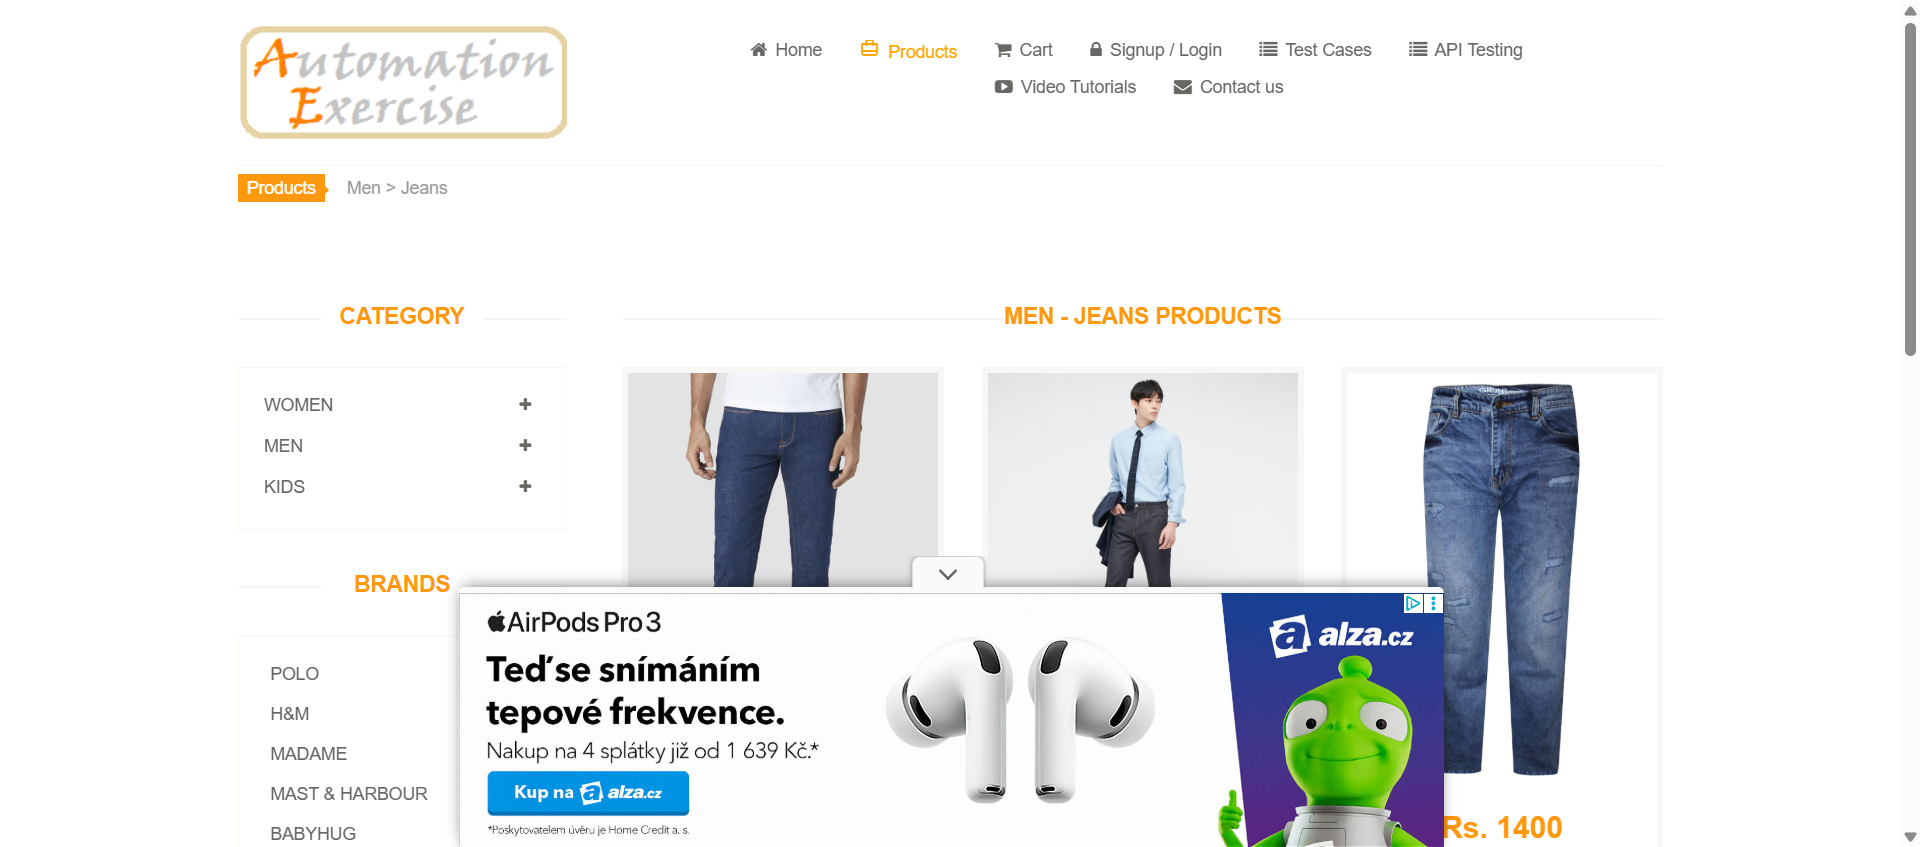 Automation
Exercise
Home
Products
Cart
Signup / Login
Test Cases
API Testing
Video Tutorials
Contact us
Products
Men > Jeans
CATEGORY
MEN - JEANS PRODUCTS
WOMEN
MEN
KIDS
BRANDS
POLO
H&M
MADAME
MAST & HARBOUR
BABYHUG
AirPods Pro 3
Teď se snímáním
tepové frekvence.
Nakup na 4 splátky již od 1 639 Kč.*
Kup na a alza.cz
*Poskytovatelem úvěru je Home Credit a. s.
a alza.cz
Rs. 1400